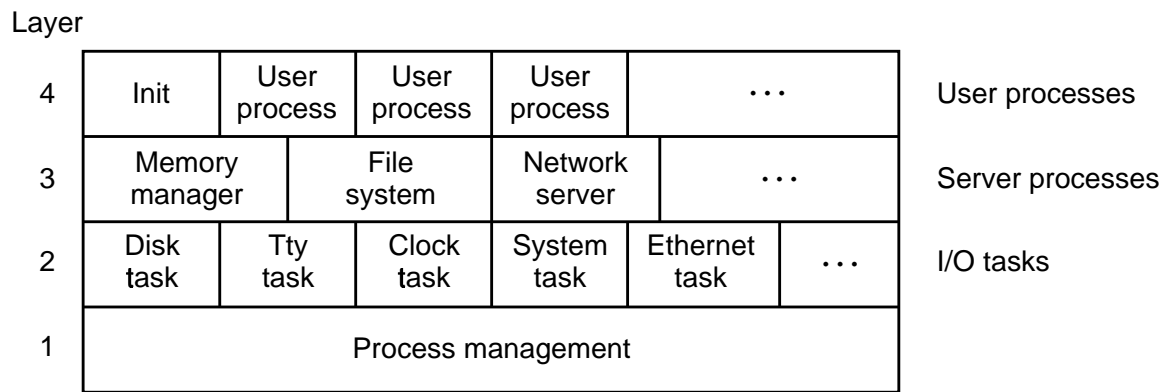 Layer
4
Init
User
process
User
process
User
process
...
User processes
3
Memory
manager
File
system
Network
server
...
Server processes
2
Disk
task
Tty
task
Clock
task
System
task
Ethernet
task
...
I/O tasks
1
Process management